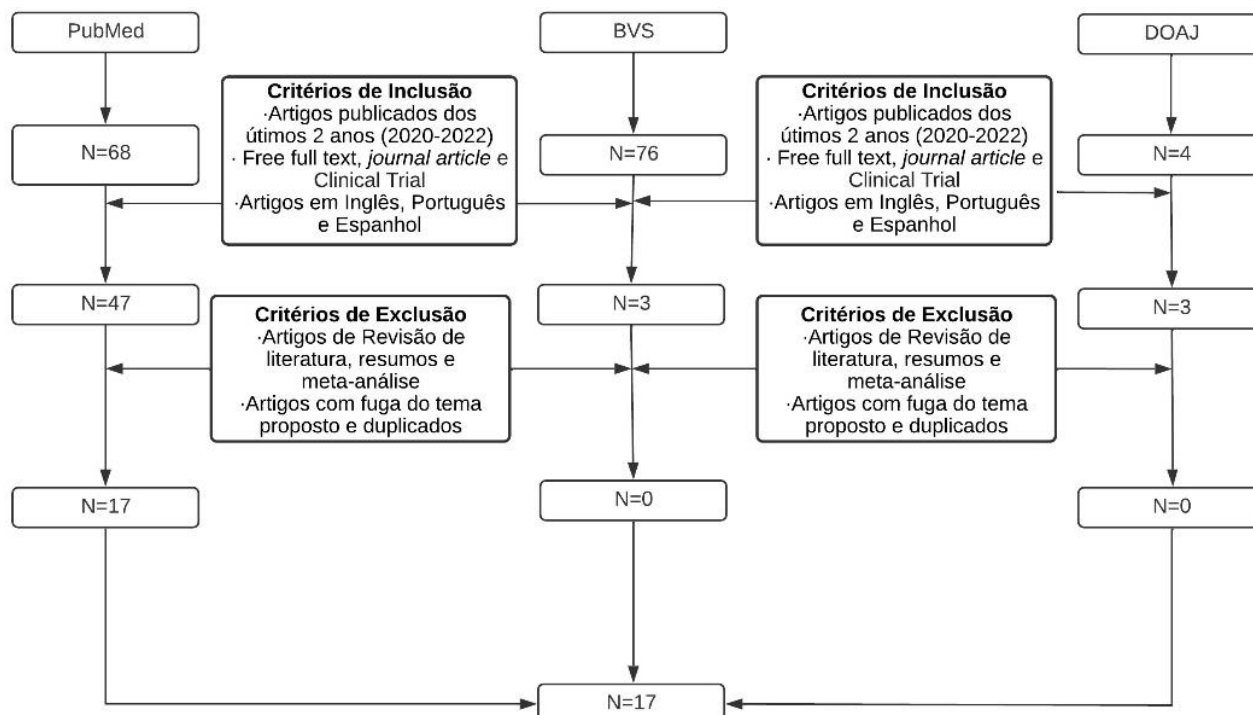 PubMed
BVS
DOAJ
Critérios de Inclusão
·Artigos publicados dos
útimos 2 anos (2020-2022)
· Free full text, journal article e
Clinical Trial
·Artigos em Inglês, Português
e Espanhol
Critérios de Inclusão
·Artigos publicados dos
útimos 2 anos (2020-2022)
· Free full text, journal article e
Clinical Trial
·Artigos em Inglês, Português
e Espanhol
N=68
N=76
N=4
N=47
N=3
N=3
Critérios de Exclusão
·Artigos de Revisão de
literatura, resumos e
meta-análise
·Artigos com fuga do tema
proposto e duplicados
Critérios de Exclusão
·Artigos de Revisão de
literatura, resumos e
meta-análise
·Artigos com fuga do tema
proposto e duplicados
N=17
N=0
N=0
N=17